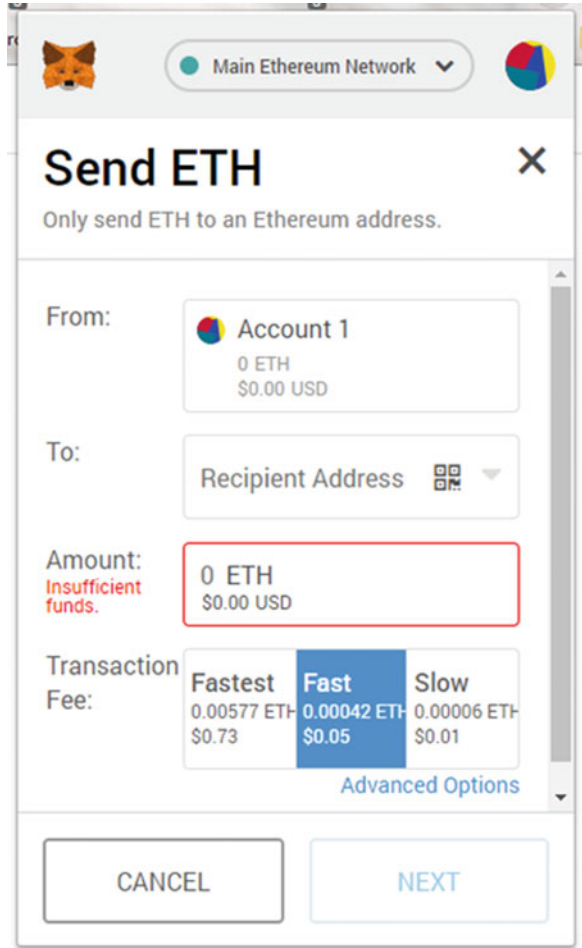 Main Ethereum Network
Send ETH
Only send ETH to an Ethereum address.
From:
Account 1
0 ETH
$0.00 USD
To:
Recipient Address
Amount:
Insufficient
funds.
0 ETH
$0.00 USD
Transaction
Fee:
Fastest
0.00577 ETH
$0.73
Fast
0.00042 ETH
$0.05
Slow
0.00006 ETH
$0.01
Advanced Options
CANCEL
NEXT